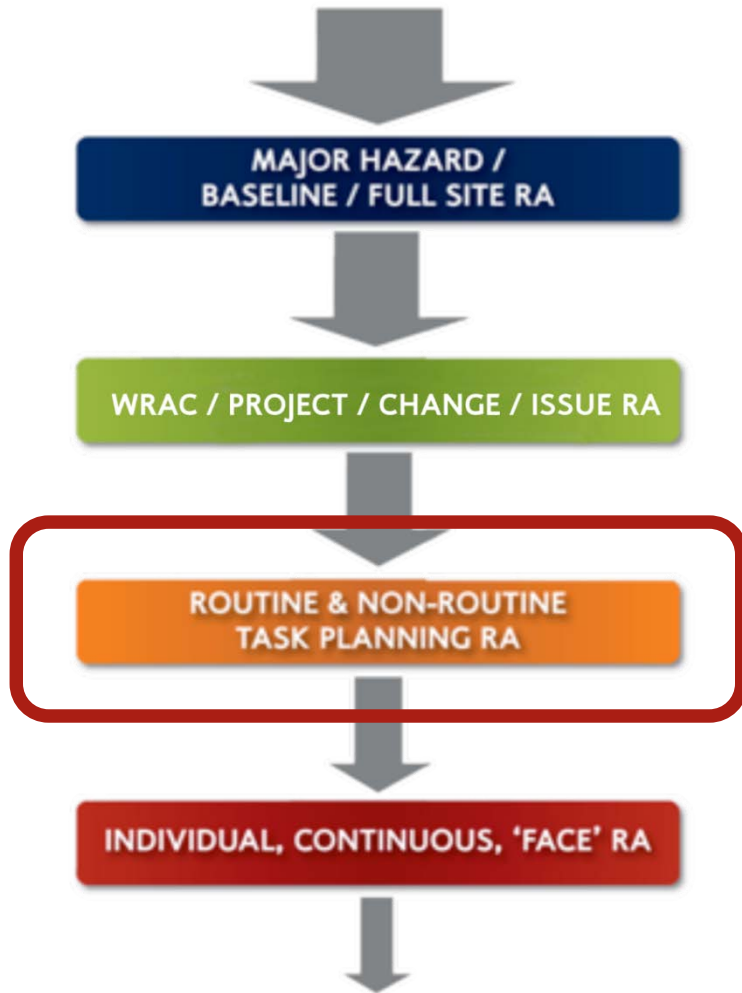 MAJOR HAZARD /
BASELINE / FULL SITE RA
WRAC / PROJECT / CHANGE / ISSUE RA
ROUTINE & NON-ROUTINE
TASK PLANNING RA
INDIVIDUAL, CONTINUOUS, ‘FACE’ RA